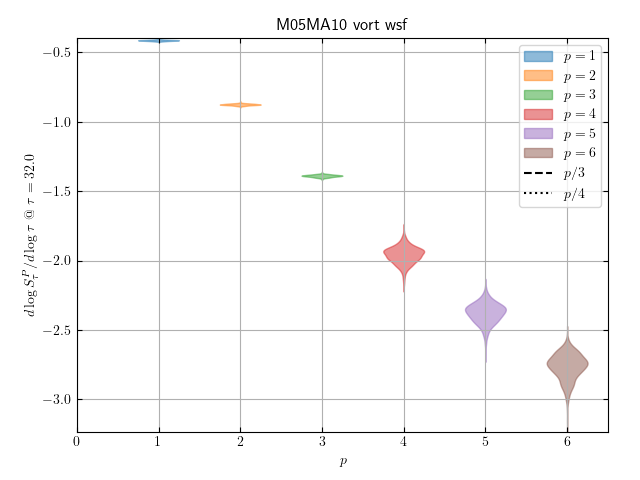 M05MA10 vort wsf
d log S_τ^P / d log τ @ τ = 32.0
−0.5
−1.0
−1.5
−2.0
−2.5
−3.0
0 1 2 3 4 5 6
p
p = 1
p = 2
p = 3
p = 4
p = 5
p = 6
p/3
p/4